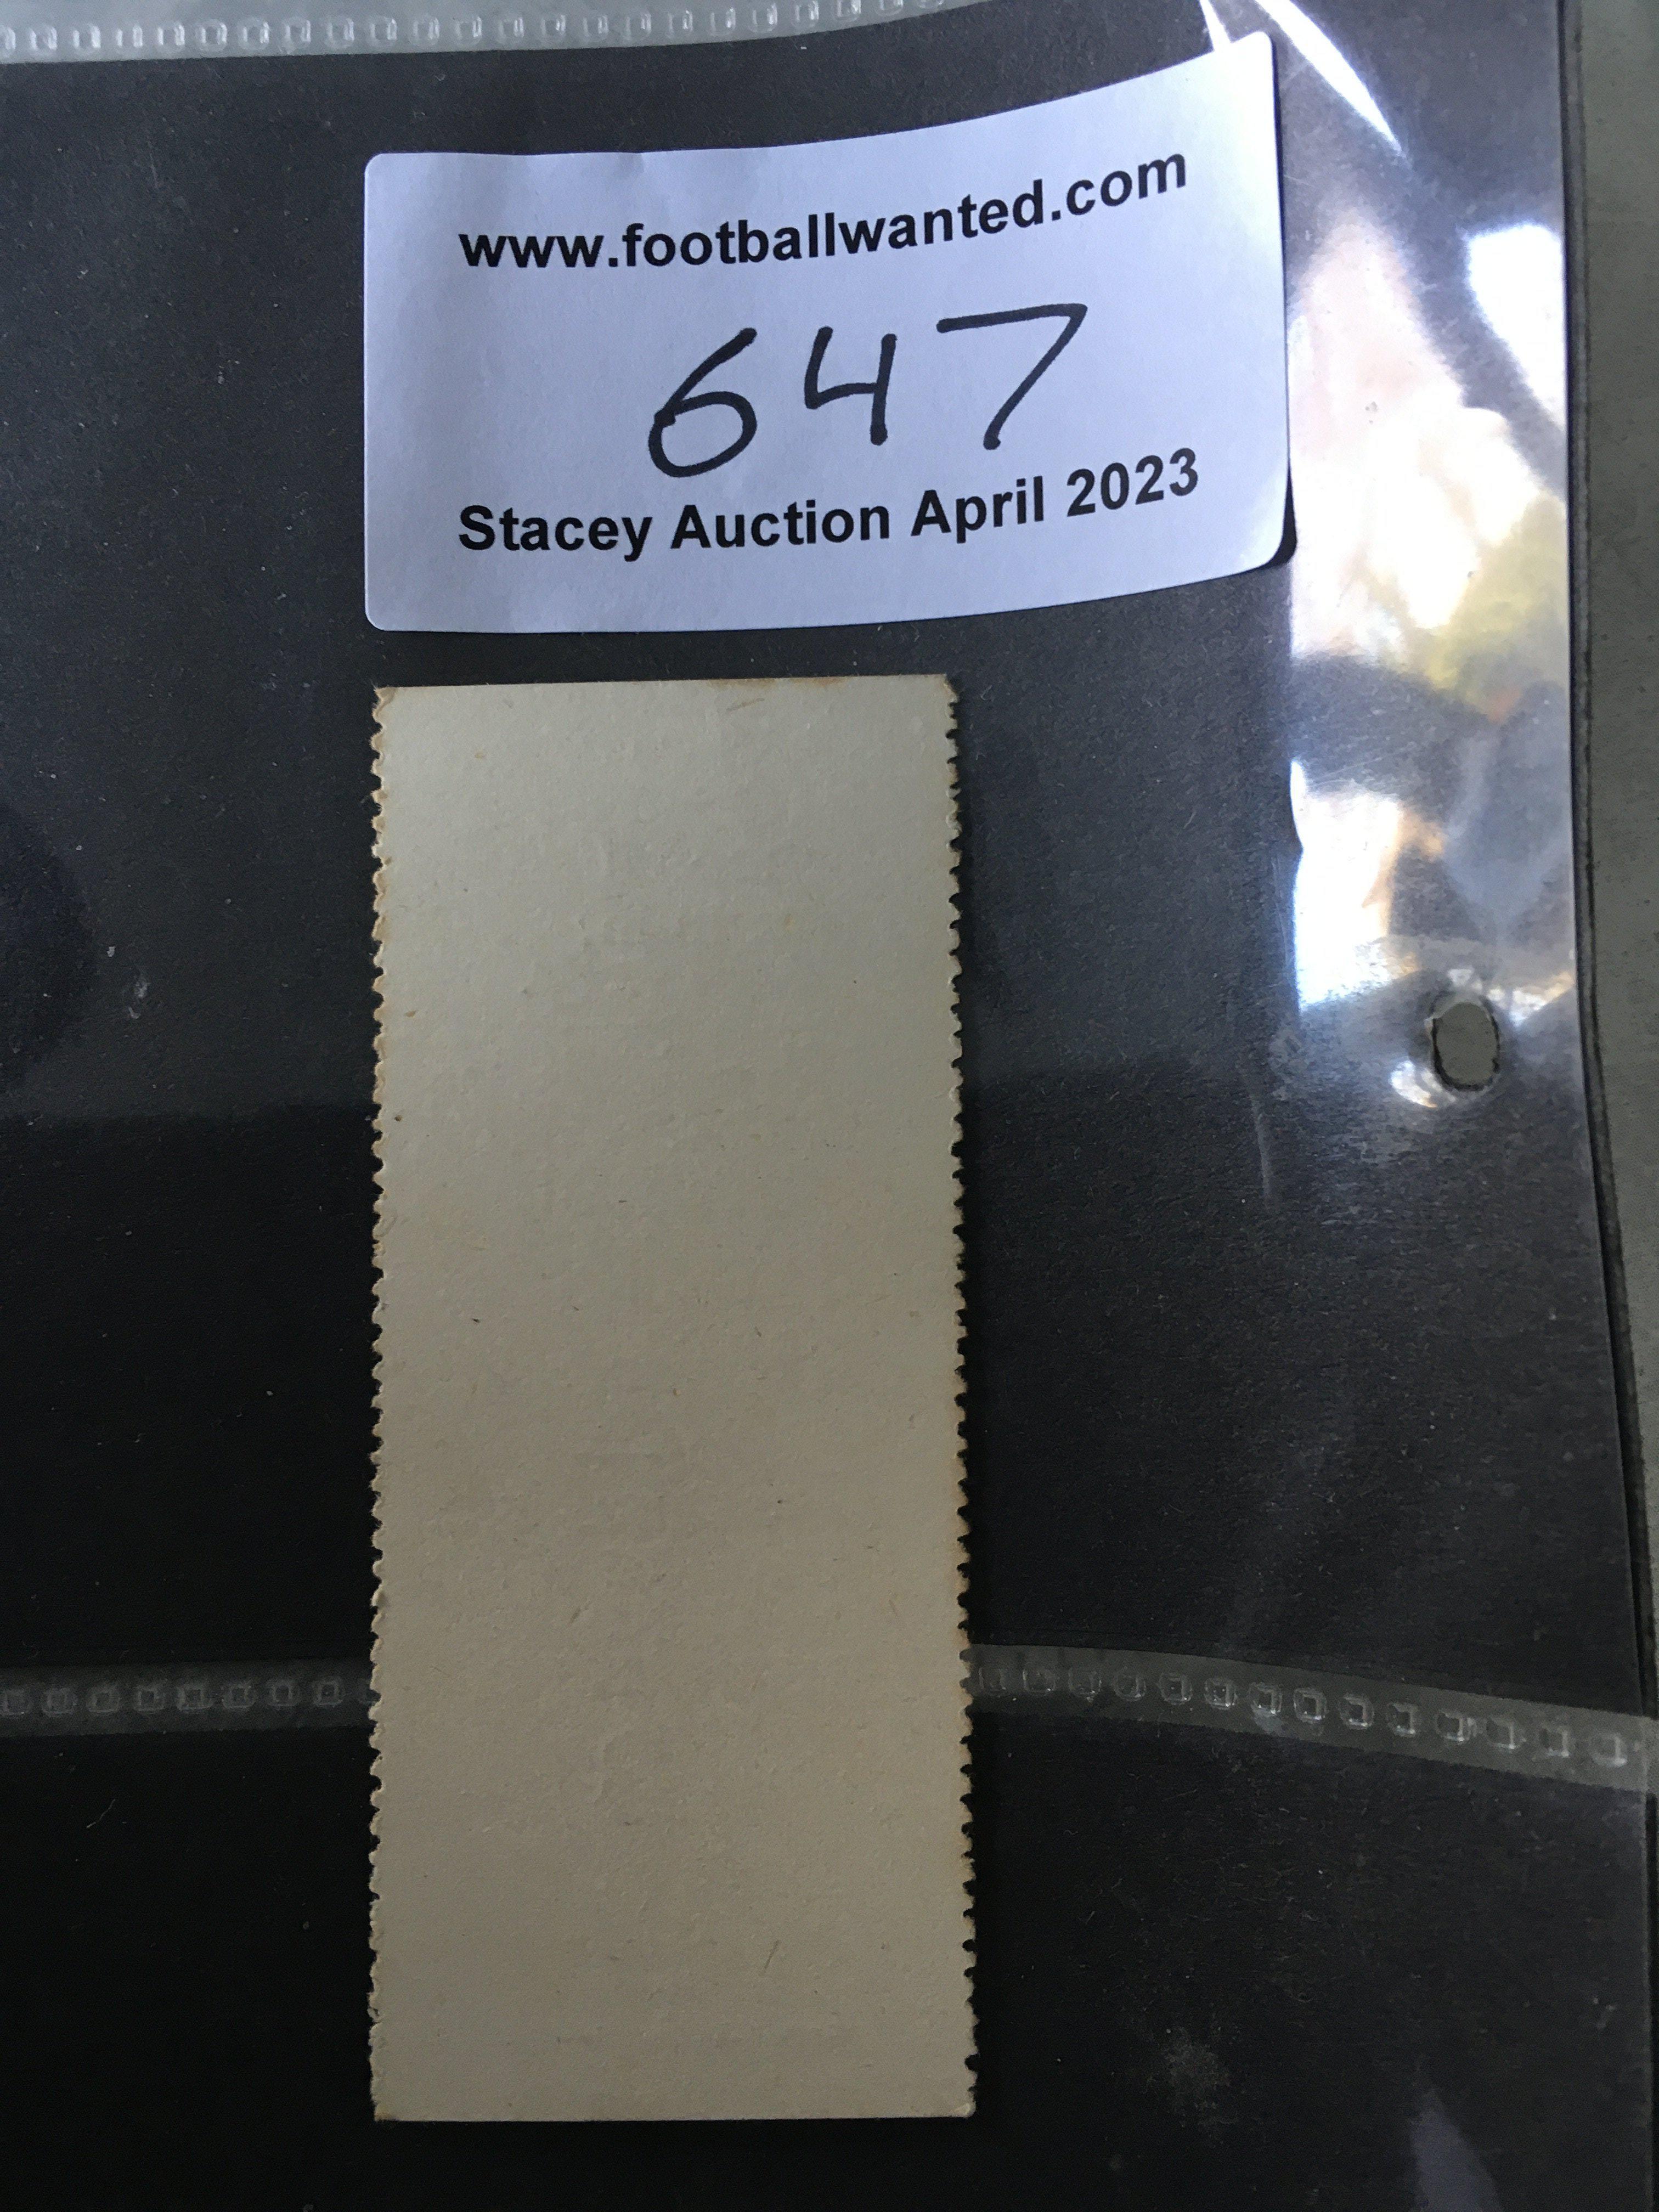 www.footballwanted.com
647
Stacey Auction April 2023